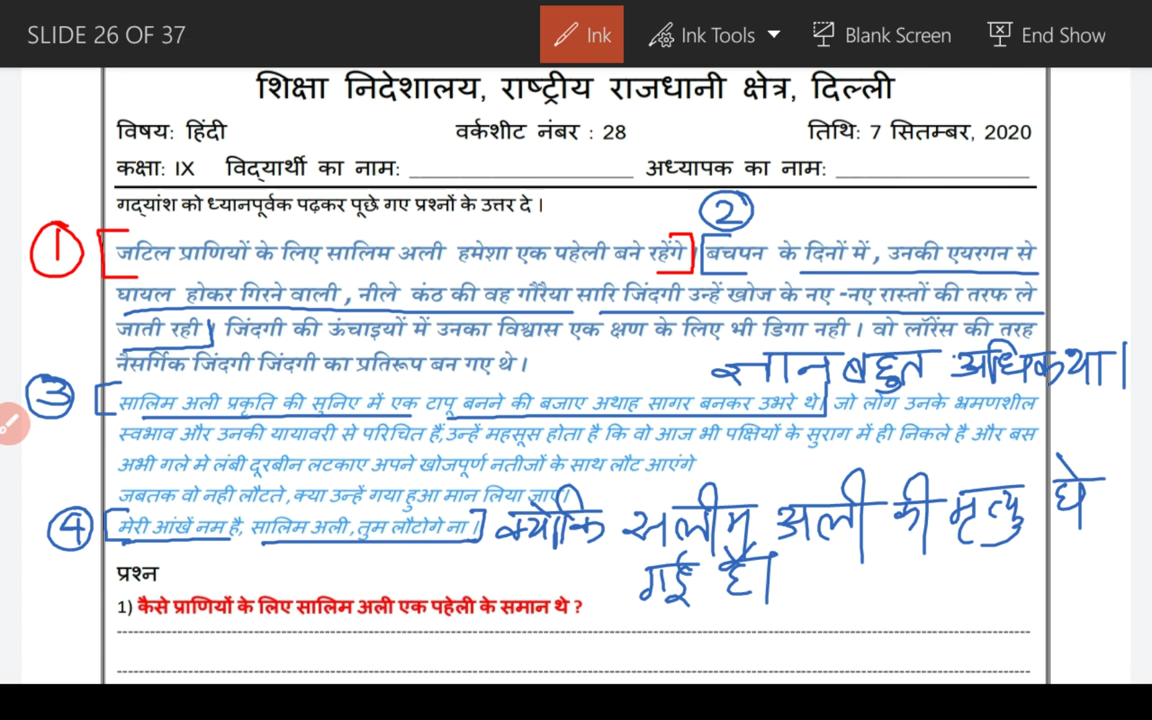 SLIDE 26 OF 37 Ink Ink Tools Blank Screen End Show
शिक्षा निदेशालय, राष्ट्रीय राजधानी क्षेत्र, दिल्ली
विषय: हिंदी वर्कशीट नंबर : 28 तिथि: 7 सितम्बर, 2020
कक्षा: IX विद्यार्थी का नाम: ____________________ अध्यापक का नाम: ____________________
गद्यांश को ध्यानपूर्वक पढ़कर पूछे गए प्रश्नों के उत्तर दे ।
2
1 जटिल प्राणियों के लिए सालिम अली हमेशा एक पहेली बने रहेंगे । बचपन के दिनों में , उनकी एयरगन से
घायल होकर गिरने वाली , नीले कंठ की वह गौरैया सारि जिंदगी उन्हें खोज के नए -नए रास्तों की तरफ ले
जाती रही । जिंदगी की ऊंचाइयों में उनका विश्वास एक क्षण के लिए भी डिगा नही । वो लॉरेंस की तरह
नैसर्गिक जिंदगी जिंदगी का प्रतिरूप बन गए थे ।
ज्ञान बहुत अधिक था।
3 सालिम अली प्रकृति की सुनिए में एक टापू बनने की बजाए अथाह सागर बनकर उभरे थे। जो लोग उनके भ्रमणशील
स्वभाव और उनकी यायावरी से परिचित हैं,उन्हें महसूस होता है कि वो आज भी पक्षियों के सुराग में ही निकले है और बस
अभी गले मे लंबी दूरबीन लटकाए अपने खोजपूर्ण नतीजों के साथ लौट आएंगे
जबतक वो नही लौटते ,क्या उन्हें गया हुआ मान लिया जाए।
4 मेरी आंखें नम है, सालिम अली ,तुम लौटोगे ना । क्योकि सलीम अली की मृत्यु
गई है।
प्रश्न
1) कैसे प्राणियों के लिए सालिम अली एक पहेली के समान थे ?